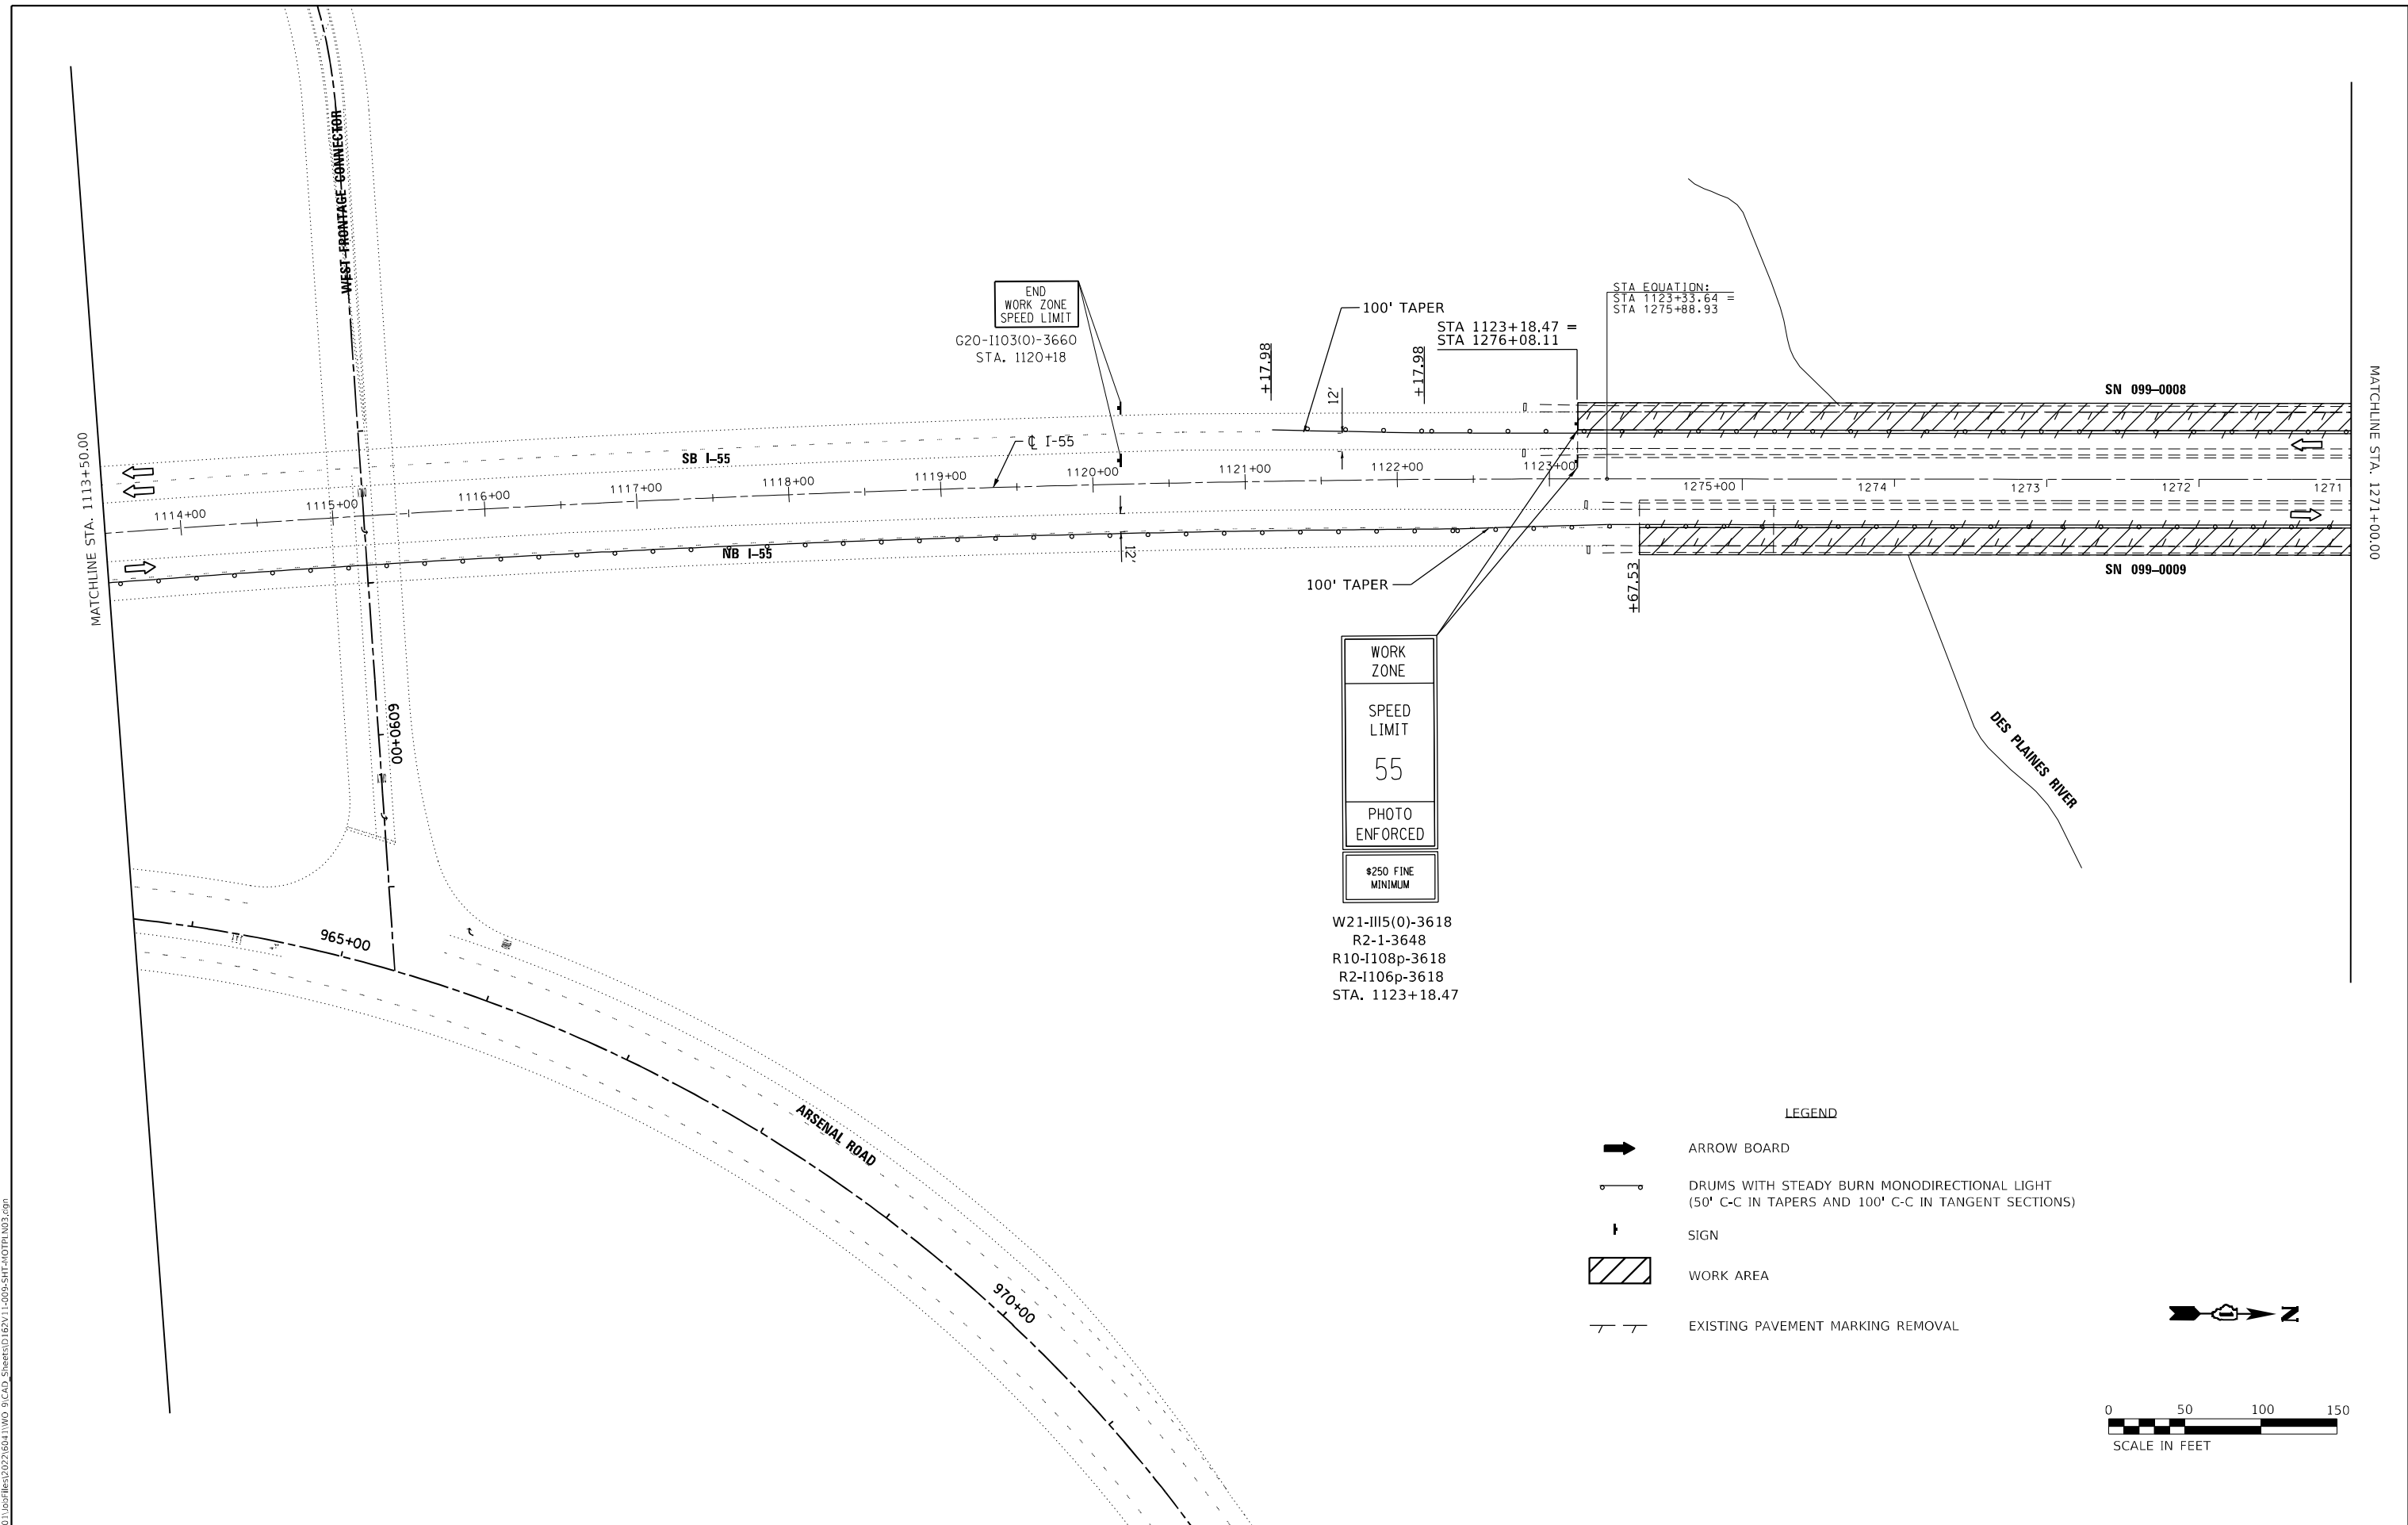 WEST FRONTAGE CONNECTOR
MATCHLINE STA. 1113+50.00
END
WORK ZONE
SPEED LIMIT
G20-I103(0)-3660
STA. 1120+18
+17.98
100' TAPER
12'
+17.98
STA 1123+18.47 =
STA 1276+08.11
STA EQUATION:
STA 1123+33.64 =
STA 1275+88.93
SN 099-0008
MATCHLINE STA. 1271+00.00
SB I-55
℄ I-55
1114+00
1115+00
1116+00
1117+00
1118+00
1119+00
1120+00
1121+00
1122+00
1123+00
1275+00
1274
1273
1272
1271
NB I-55
12'
100' TAPER
+67.53
SN 099-0009
DES PLAINES RIVER
0690+00
WORK
ZONE
SPEED
LIMIT
55
PHOTO
ENFORCED
$250 FINE
MINIMUM
W21-III5(0)-3618
R2-1-3648
R10-I108p-3618
R2-I106p-3618
STA. 1123+18.47
965+00
ARSENAL ROAD
970+00
LEGEND
ARROW BOARD
DRUMS WITH STEADY BURN MONODIRECTIONAL LIGHT
(50' C-C IN TAPERS AND 100' C-C IN TANGENT SECTIONS)
SIGN
WORK AREA
EXISTING PAVEMENT MARKING REMOVAL
N
0 50 100 150
SCALE IN FEET